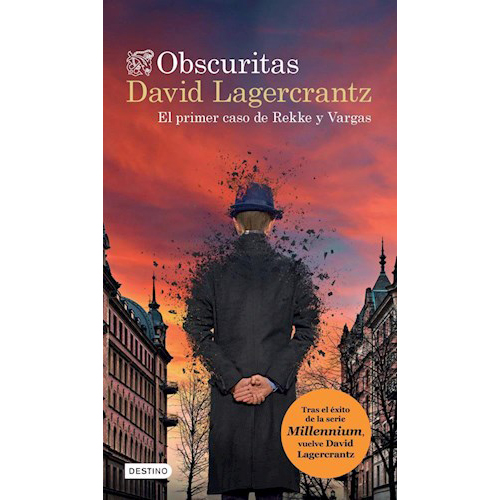 Obscuritas
David Lagercrantz
El primer caso de Rekke y Vargas
Tras el éxito
de la serie
Millennium,
vuelve David
Lagercrantz
DESTINO